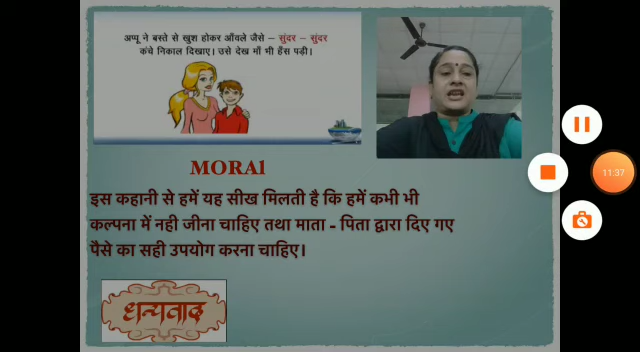 अप्पू ने बस्ते से खुश होकर आँवले जैसे – सुंदर – सुंदर
कंचे निकाल दिखाए। उसे देख माँ भी हँस पड़ी।
MORAl
इस कहानी से हमें यह सीख मिलती है कि हमें कभी भी
कल्पना में नही जीना चाहिए तथा माता - पिता द्वारा दिए गए
पैसे का सही उपयोग करना चाहिए।
धन्यवाद
11:37